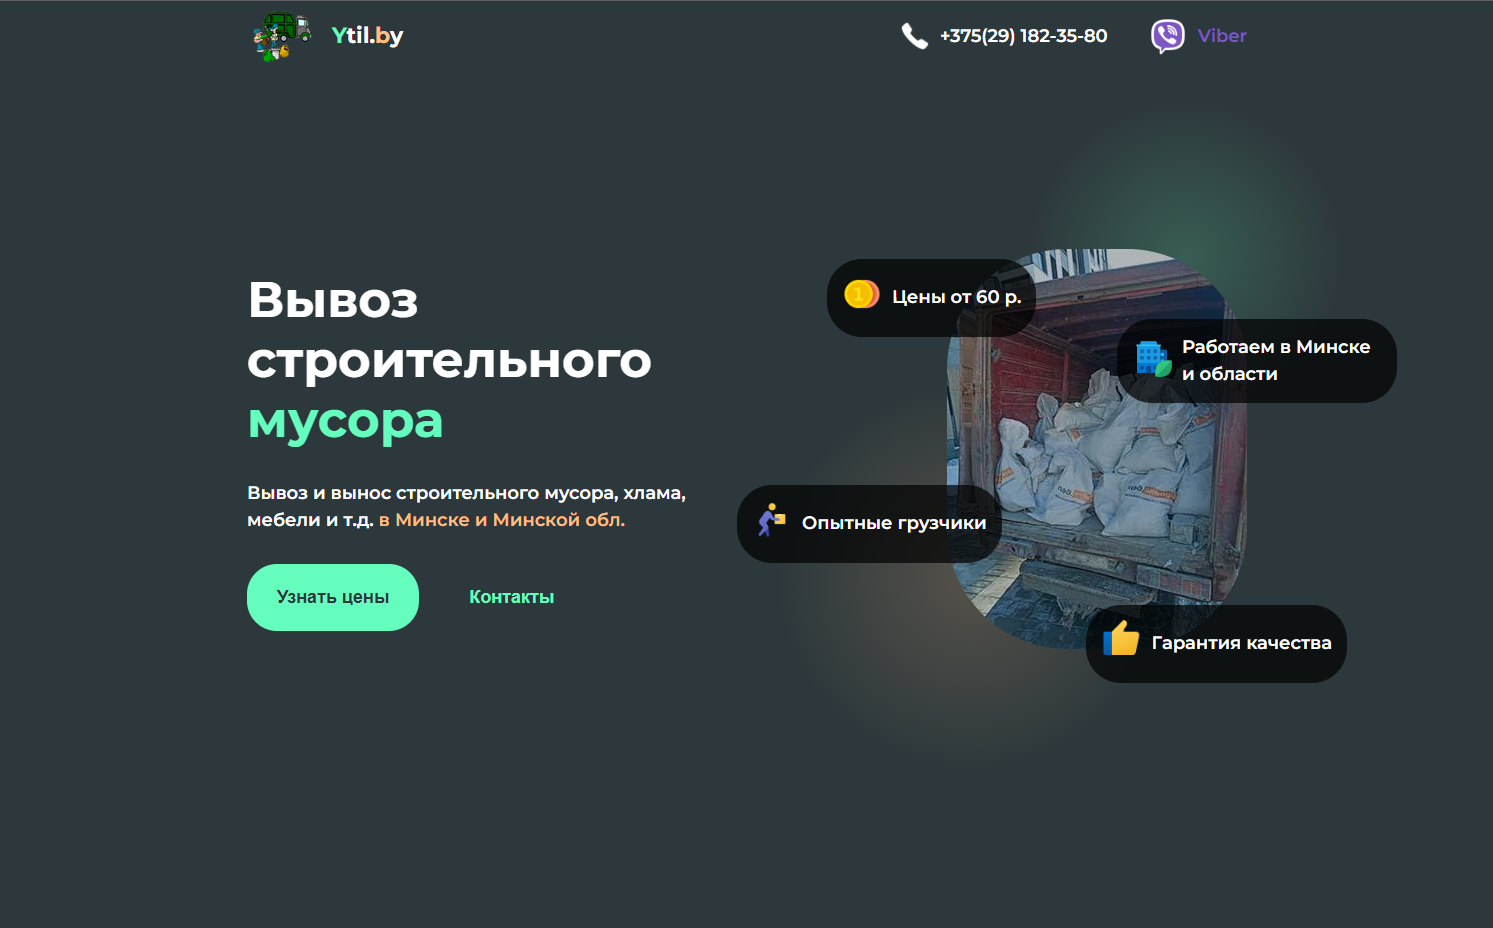 Ytil.by
+375(29) 182-35-80
Viber
Вывоз
строительного
мусора
Вывоз и вынос строительного мусора, хлама,
мебели и т.д. в Минске и Минской обл.
Узнать цены
Контакты
1
Цены от 60 р.
Работаем в Минске
и области
Опытные грузчики
Гарантия качества